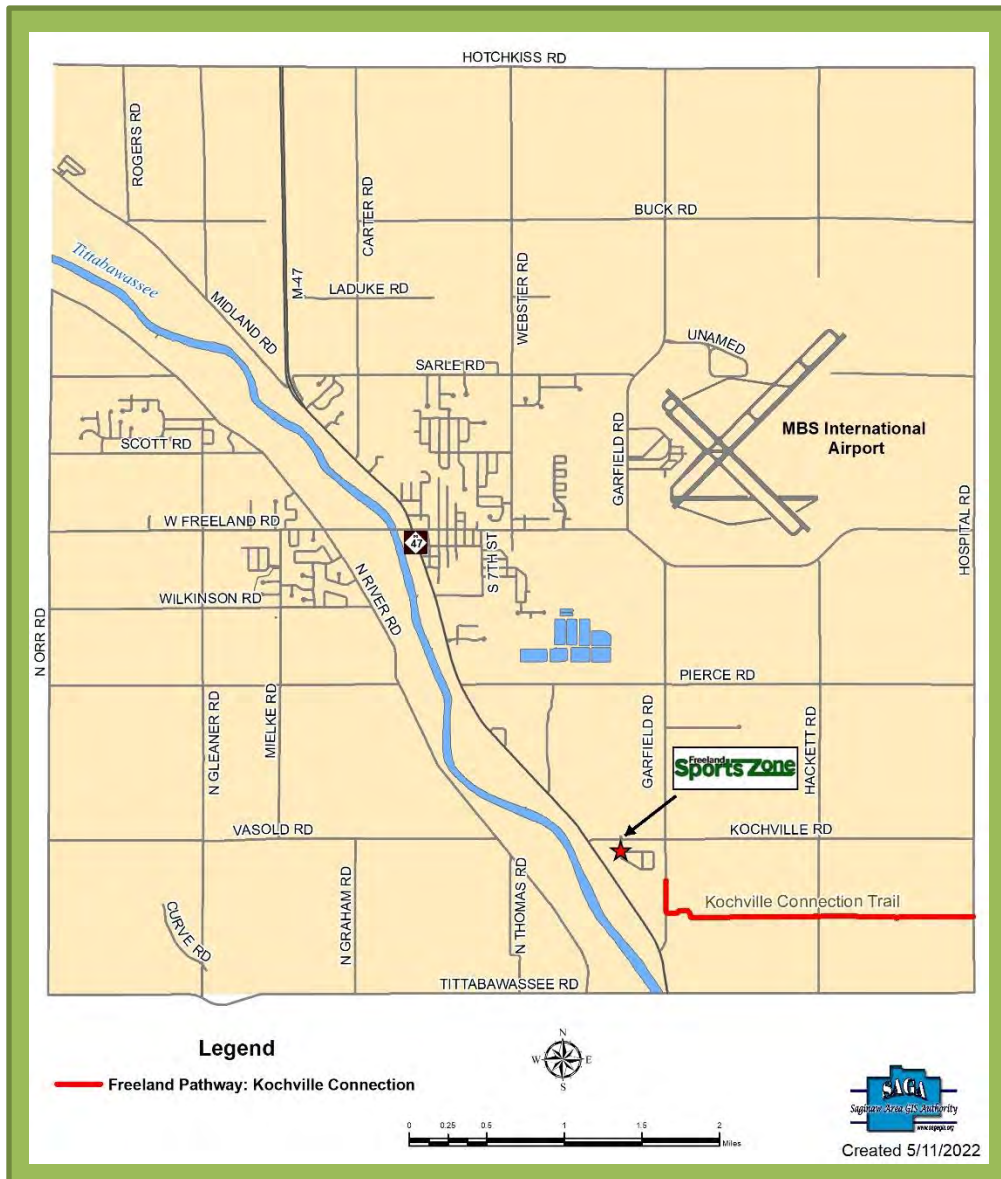 HOTCHKISS RD
ROGERS RD
CARTER RD
BUCK RD
Tittabawassee
M-47
LADUKE RD
WEBSTER RD
MIDLAND RD
UNAMED
SARLE RD
MBS International
Airport
SCOTT RD
GARFIELD RD
HOSPITAL RD
W FREELAND RD
47
S 7TH ST
N RIVER RD
WILKINSON RD
N ORR RD
PIERCE RD
N GLEANER RD
MIELKE RD
GARFIELD RD
HACKETT RD
Freeland
Sports Zone
VASOLD RD
KOCHVILLE RD
N GRAHAM RD
N THOMAS RD
Kochville Connection Trail
CURVE RD
TITTABAWASSEE RD
Legend
Freeland Pathway: Kochville Connection
N
W E
S
0 0.25 0.5 1 1.5 2
Miles
SAGA
Saginaw Area GIS Authority
www.sagagis.org
Created 5/11/2022